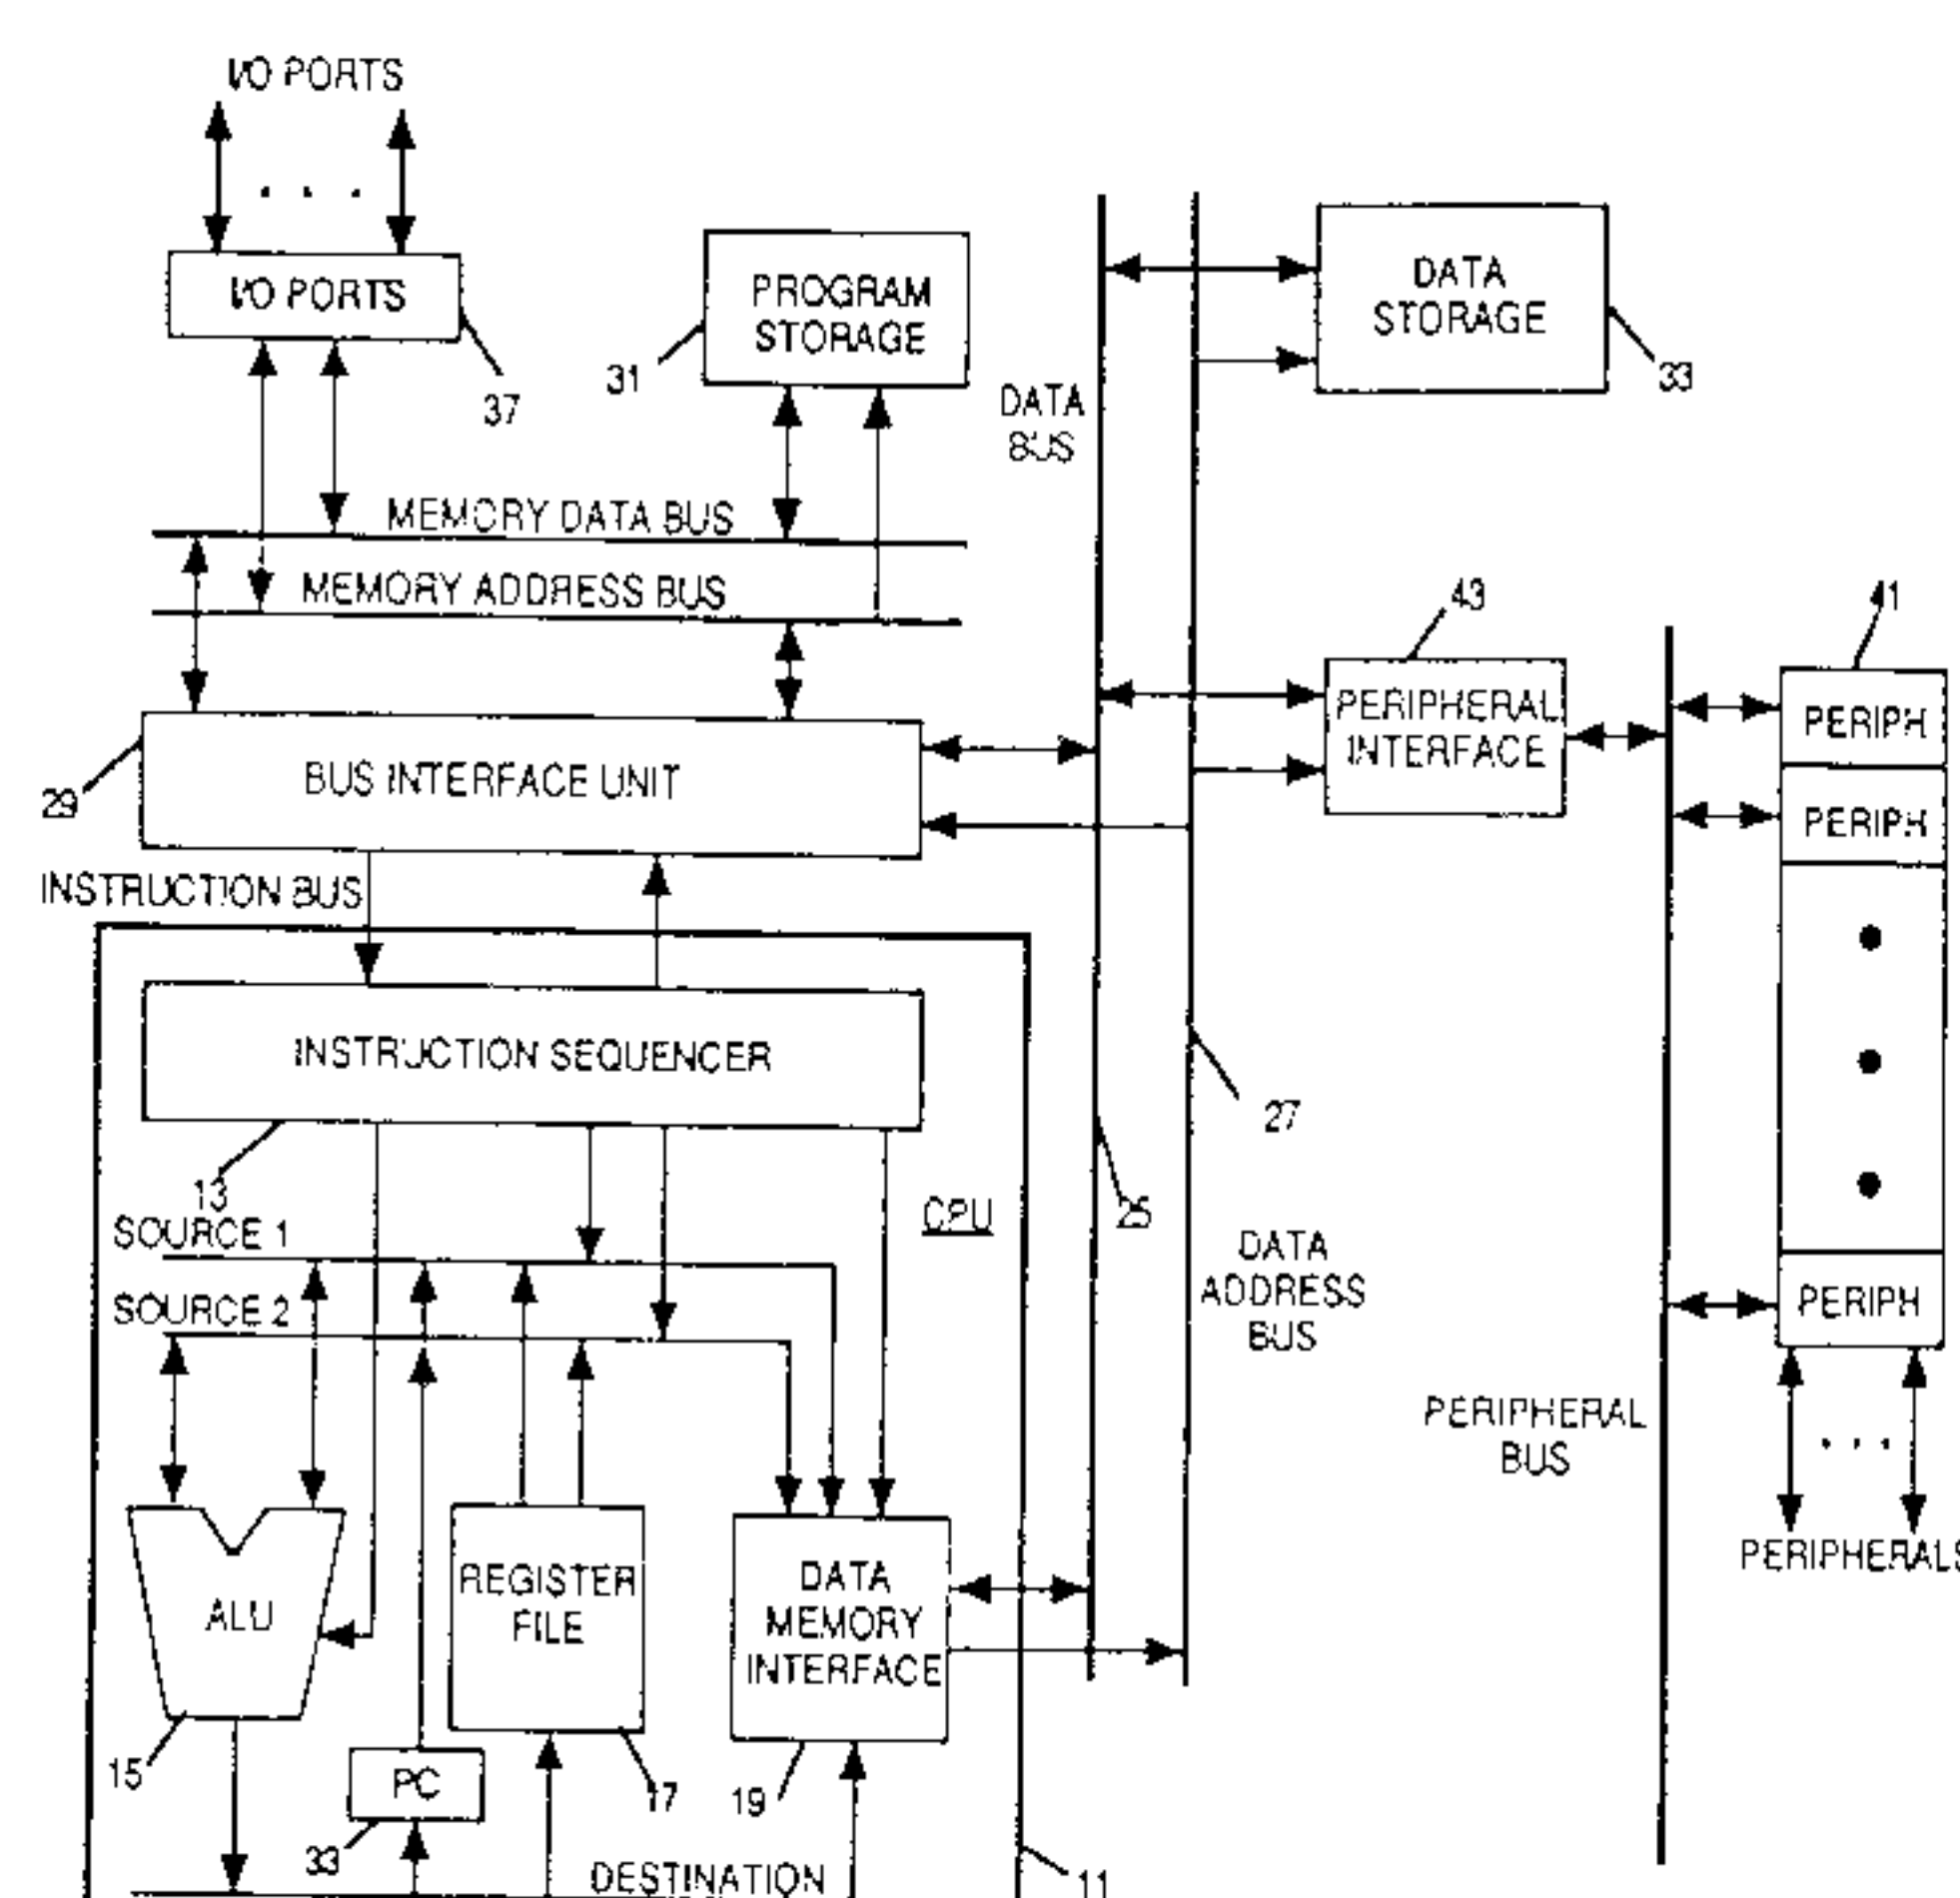 I/O PORTS
I/O PORTS
37
PROGRAM
STORAGE
31
DATA
STORAGE
33
DATA
BUS
MEMORY DATA BUS
MEMORY ADDRESS BUS
43
41
PERIPHERAL
INTERFACE
PERIPH
PERIPH
BUS INTERFACE UNIT
29
INSTRUCTION BUS
INSTRUCTION SEQUENCER
13
27
25
CPU
SOURCE 1
SOURCE 2
DATA
ADDRESS
BUS
PERIPH
PERIPHERAL
BUS
PERIPHERALS
ALU
REGISTER
FILE
DATA
MEMORY
INTERFACE
15
PC
17
19
33
DESTINATION
11